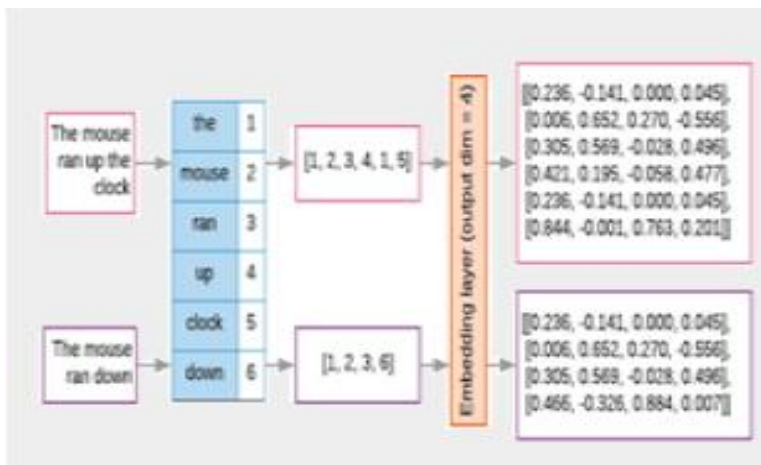 The mouse
ran up the
clock
the 1
mouse 2
ran 3
up 4
clock 5
down 6
[1, 2, 3, 4, 1, 5]
Embedding layer (output dim = 4)
[[0.236, -0.141, 0.000, 0.045],
[0.006, 0.652, 0.270, -0.556],
[0.305, 0.569, -0.028, 0.496],
[0.421, 0.195, -0.058, 0.477],
[0.236, -0.141, 0.000, 0.045],
[0.844, -0.001, 0.763, 0.201]]
The mouse
ran down
[1, 2, 3, 6]
[[0.236, -0.141, 0.000, 0.045],
[0.006, 0.652, 0.270, -0.556],
[0.305, 0.569, -0.028, 0.496],
[0.466, -0.326, 0.884, 0.007]]